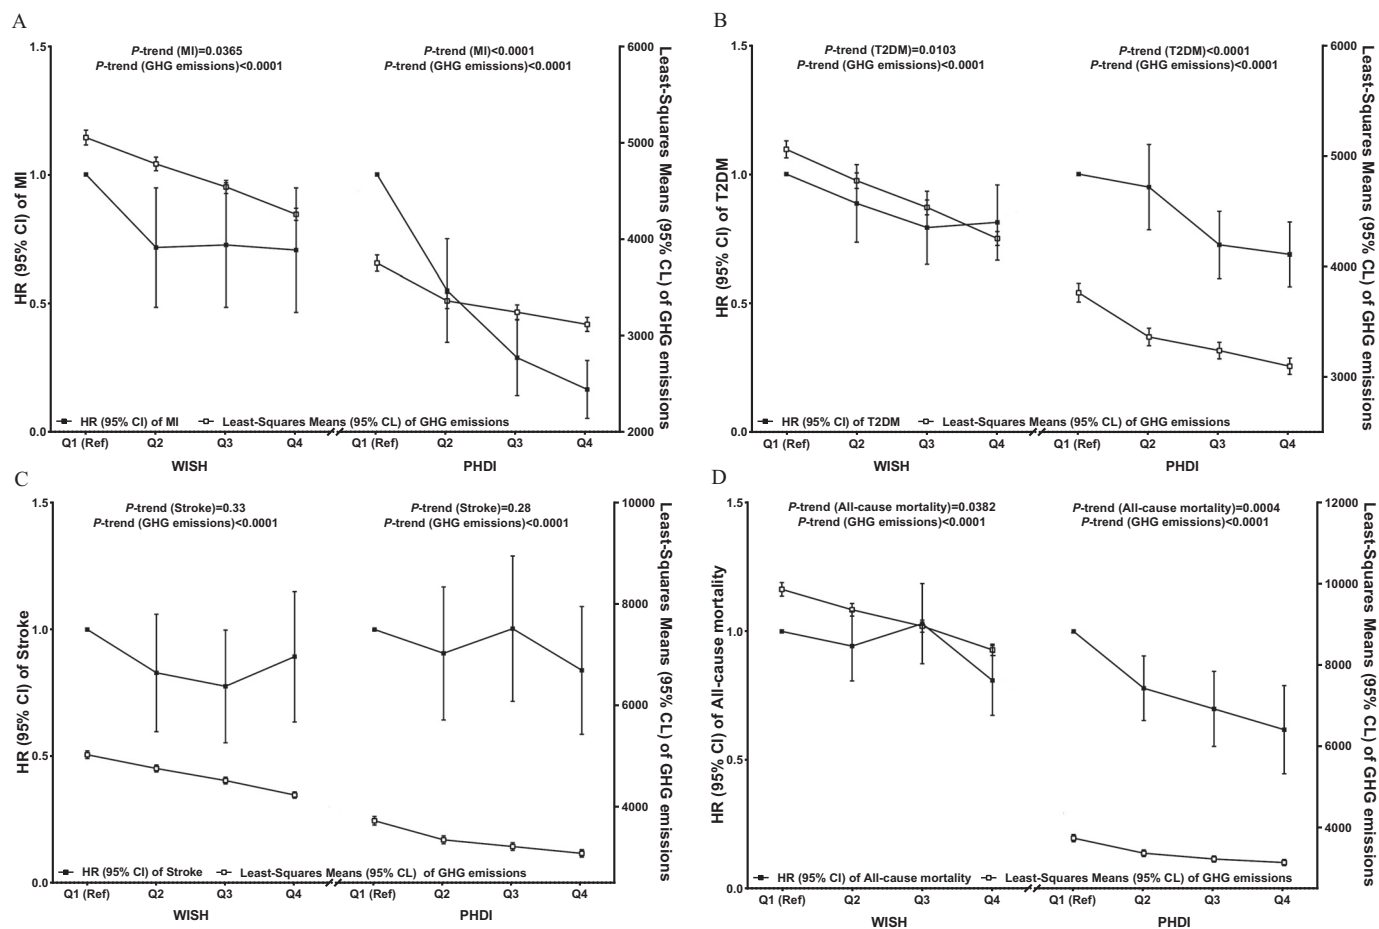 A
P-trend (MI)=0.0365
P-trend (GHG emissions)<0.0001
P-trend (MI)<0.0001
P-trend (GHG emissions)<0.0001
HR (95% CI) of MI
1.5
1.0
0.5
0.0
6000
5000
4000
3000
2000
Least-Squares Means (95% CL) of GHG emissions
HR (95% CI) of MI
Least-Squares Means (95% CL) of GHG emissions
Q1 (Ref) Q2 Q3 Q4 Q1 (Ref) Q2 Q3 Q4
WISH PHDI
B
P-trend (T2DM)=0.0103
P-trend (GHG emissions)<0.0001
P-trend (T2DM)<0.0001
P-trend (GHG emissions)<0.0001
HR (95% CI) of T2DM
1.5
1.0
0.5
0.0
6000
5000
4000
3000
Least-Squares Means (95% CL) of GHG emissions
HR (95% CI) of T2DM
Least-Squares Means (95% CL) of GHG emissions
Q1 (Ref) Q2 Q3 Q4 Q1 (Ref) Q2 Q3 Q4
WISH PHDI
C
P-trend (Stroke)=0.33
P-trend (GHG emissions)<0.0001
P-trend (Stroke)=0.28
P-trend (GHG emissions)<0.0001
HR (95% CI) of Stroke
1.5
1.0
0.5
0.0
10000
8000
6000
4000
Least-Squares Means (95% CL) of GHG emissions
HR (95% CI) of Stroke
Least-Squares Means (95% CL) of GHG emissions
Q1 (Ref) Q2 Q3 Q4 Q1 (Ref) Q2 Q3 Q4
WISH PHDI
D
P-trend (All-cause mortality)=0.0382
P-trend (GHG emissions)<0.0001
P-trend (All-cause mortality)=0.0004
P-trend (GHG emissions)<0.0001
HR (95% CI) of All-cause mortality
1.5
1.0
0.5
0.0
12000
10000
8000
6000
4000
Least-Squares Means (95% CL) of GHG emissions
HR (95% CI) of All-cause mortality
Least-Squares Means (95% CL) of GHG emissions
Q1 (Ref) Q2 Q3 Q4 Q1 (Ref) Q2 Q3 Q4
WISH PHDI